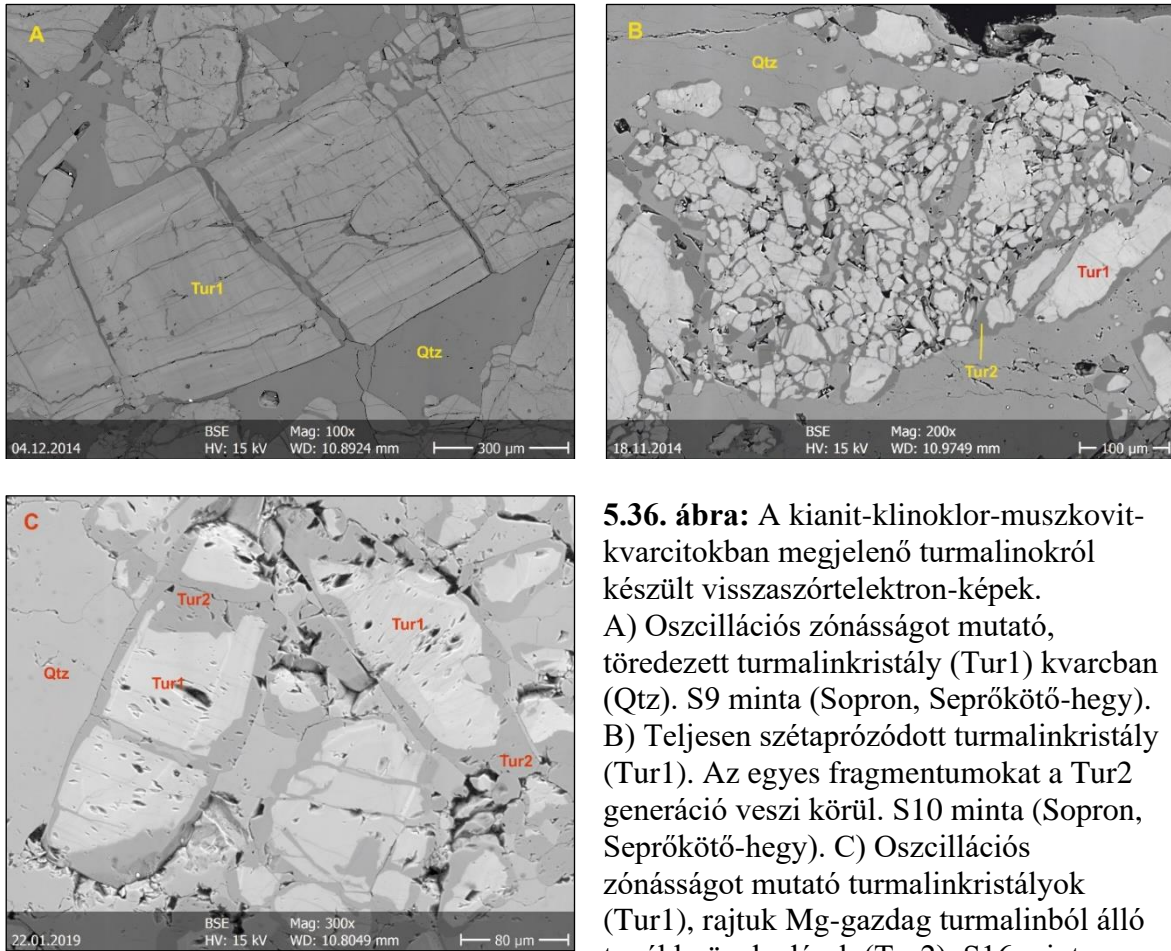 A
Tur1
Qtz
BSE
Mag: 100x
04.12.2014
HV: 15 kV
WD: 10.8924 mm
300 µm
B
Qtz
Tur1
Tur2
BSE
Mag: 200x
18.11.2014
HV: 15 kV
WD: 10.9749 mm
100 µm
C
Tur2
Tur1
Qtz
Tur1
Tur2
BSE
Mag: 300x
22.01.2019
HV: 15 kV
WD: 10.8049 mm
80 µm
5.36. ábra: A kianit-klinoklor-muszkovit-
kvarcitokban megjelenő turmalinokról
készült visszaszórtelektron-képek.
A) Oszcillációs zónásságot mutató,
töredezett turmalinkristály (Tur1) kvarcban
(Qtz). S9 minta (Sopron, Seprőkötő-hegy).
B) Teljesen szétaprózódott turmalinkristály
(Tur1). Az egyes fragmentumokat a Tur2
generáció veszi körül. S10 minta (Sopron,
Seprőkötő-hegy). C) Oszcillációs
zónásságot mutató turmalinkristályok
(Tur1), rajtuk Mg-gazdag turmalinból álló